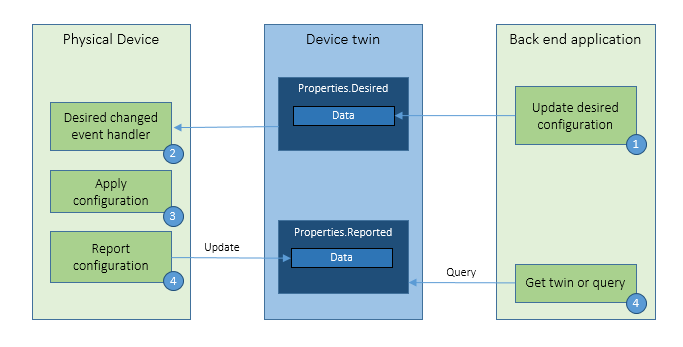 Physical Device
Device twin
Back end application
Properties.Desired
Data
Desired changed
event handler
2
Update desired
configuration
1
Apply
configuration
3
Properties.Reported
Data
Report
configuration
4
Update
Query
Get twin or query
4